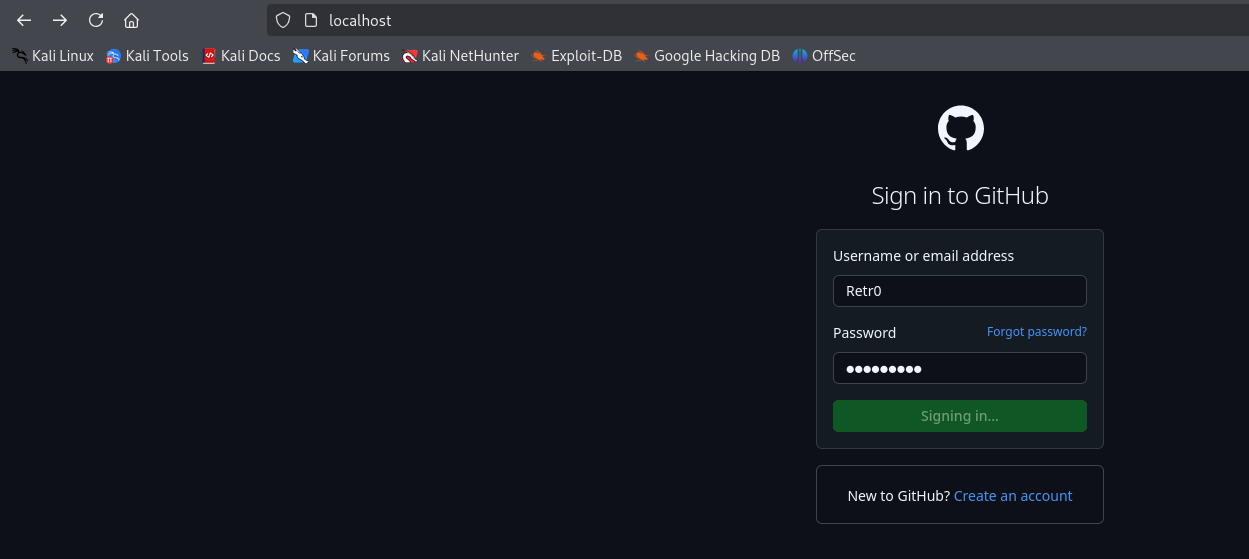 localhost
Kali Linux Kali Tools Kali Docs Kali Forums Kali NetHunter Exploit-DB Google Hacking DB OffSec
Sign in to GitHub
Username or email address
Retr0
Password Forgot password?
●●●●●●●●●
Signing in...
New to GitHub? Create an account